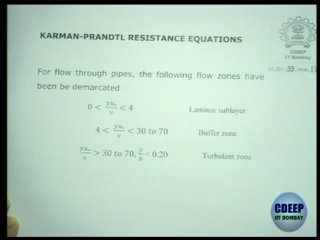 KARMAN-PRANDTL RESISTANCE EQUATIONS
CDEEP
IIT Bombay
For flow through pipes, the following flow zones have
been be demarcated
0 < yu*/ν < 4 Laminar sublayer
4 < yu*/ν < 30 to 70 Buffer zone
yu*/ν > 30 to 70, y/δ < 0.20 Turbulent zone
CDEEP
IIT BOMBAY